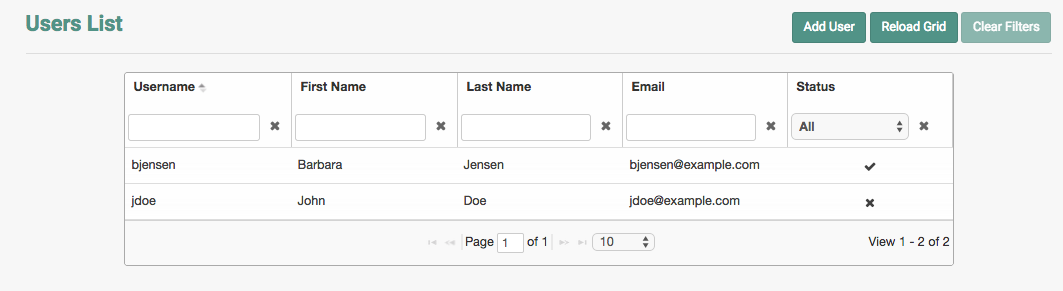 Users List
Add User Reload Grid Clear Filters
Username First Name Last Name Email Status
All
bjensen Barbara Jensen bjensen@example.com
jdoe John Doe jdoe@example.com
Page 1 of 1 10 View 1 - 2 of 2